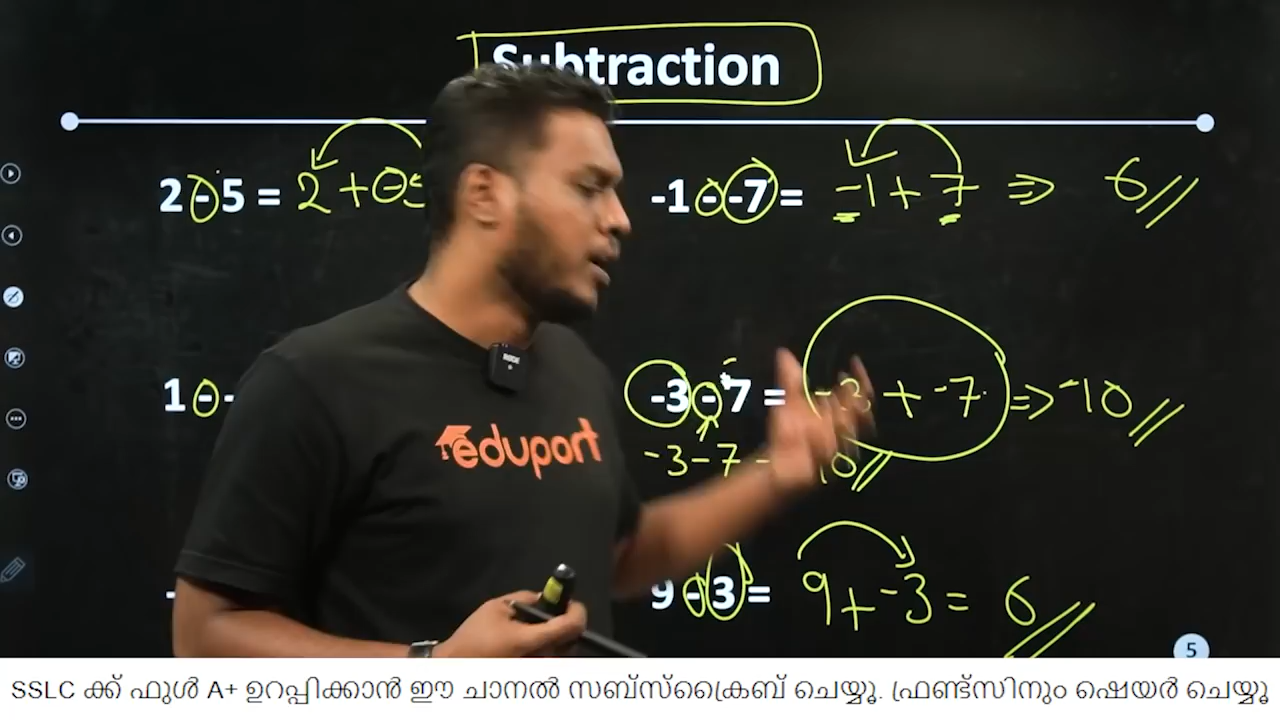 Subtraction
2 - 5 = 2 + -5
-1 - -7 = -1 + 7 ⇒ 6
1 - -
-3 - 7 = -3 + -7 ⇒ -10
-3 - 7
10
eduport
9 - 3 = 9 + -3 = 6
5
SSLC ക്ക് ഫുൾ A+ ഉറപ്പിക്കാൻ ഈ ചാനൽ സബ്സ്ക്രൈബ് ചെയ്യൂ. ഫ്രണ്ട്സിനും ഷെയർ ചെയ്യൂ